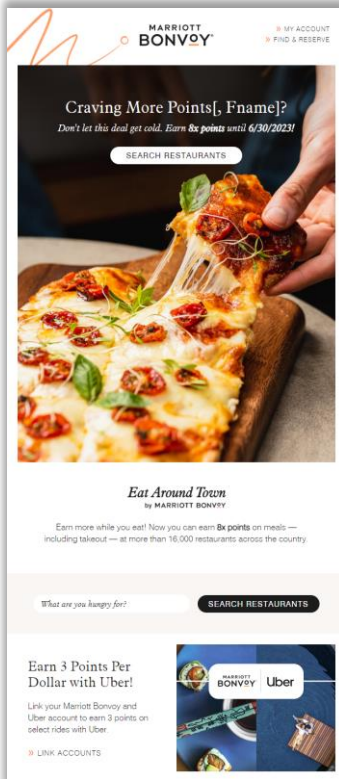 MARRIOTT
BONVOY
» MY ACCOUNT
» FIND & RESERVE
Craving More Points[, Fname]?
Don't let this deal get cold. Earn 8x points until 6/30/2023!
SEARCH RESTAURANTS
Eat Around Town
by MARRIOTT BONVOY
Earn more while you eat! Now you can earn 8x points on meals —
including takeout — at more than 16,000 restaurants across the country.
What are you hungry for?
SEARCH RESTAURANTS
Earn 3 Points Per
Dollar with Uber!
Link your Marriott Bonvoy and
Uber account to earn 3 points on
select rides with Uber.
» LINK ACCOUNTS
MARRIOTT
BONVOY
Uber